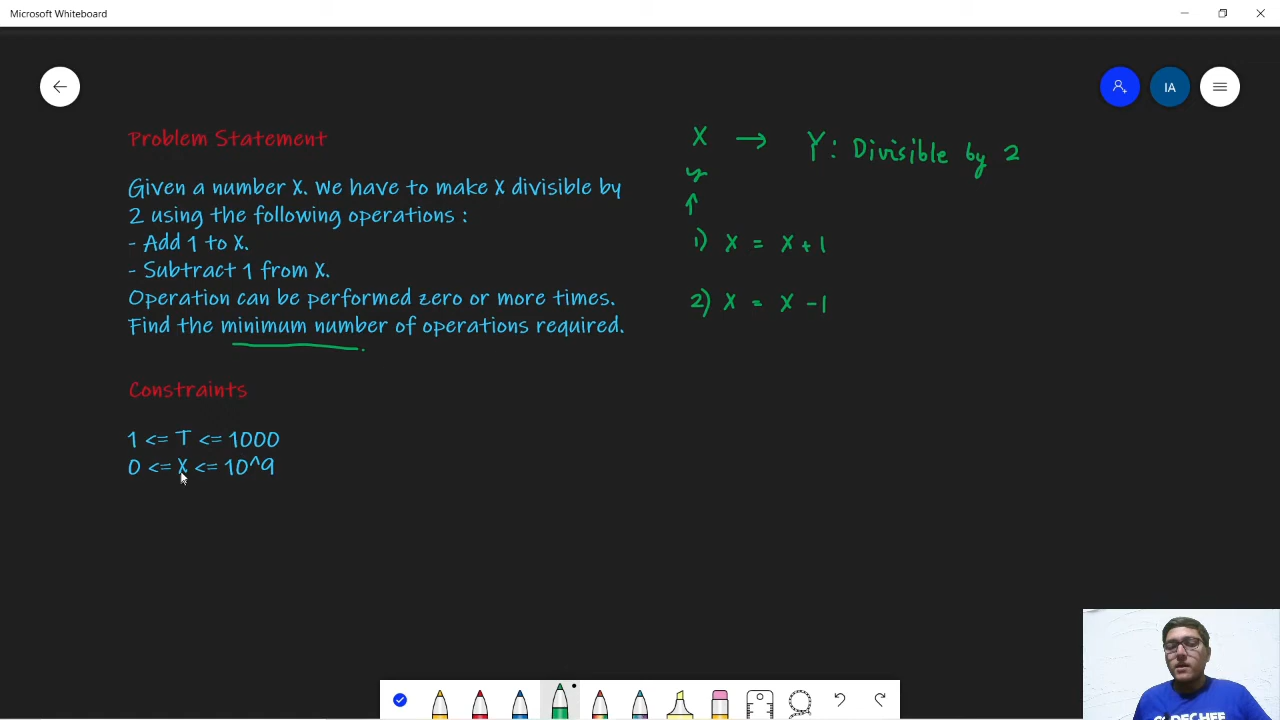 Microsoft Whiteboard
IA
Problem Statement
Given a number X. We have to make X divisible by
2 using the following operations :
- Add 1 to X.
- Subtract 1 from X.
Operation can be performed zero or more times.
Find the minimum number of operations required.
Constraints
1 <= T <= 1000
0 <= X <= 10^9
X → Y: Divisible by 2
↑
1) X = X + 1
2) X = X - 1